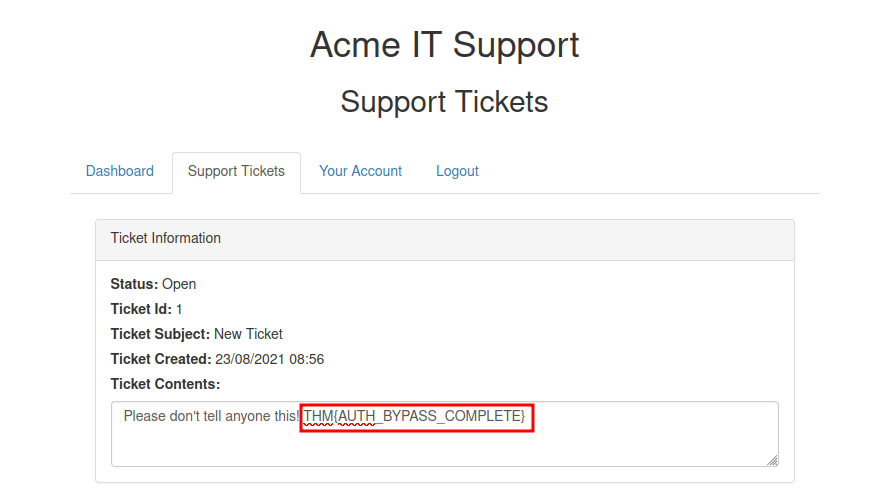 Acme IT Support
Support Tickets
Dashboard Support Tickets Your Account Logout
Ticket Information
Status: Open
Ticket Id: 1
Ticket Subject: New Ticket
Ticket Created: 23/08/2021 08:56
Ticket Contents:
Please don't tell anyone this! THM{AUTH_BYPASS_COMPLETE}